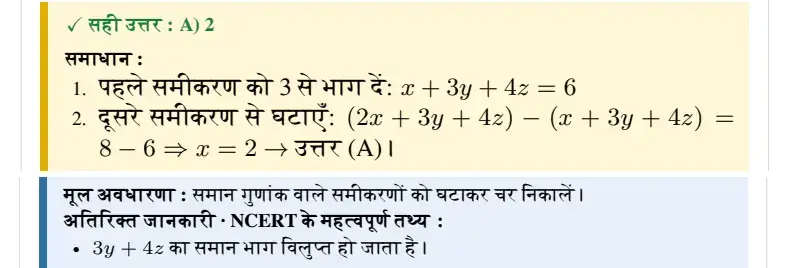 ✓ सही उत्तर : A) 2
समाधान :
1. पहले समीकरण को 3 से भाग दें: x + 3y + 4z = 6
2. दूसरे समीकरण से घटाएँ: (2x + 3y + 4z) − (x + 3y + 4z) =
8 − 6 ⇒ x = 2 → उत्तर (A)।
मूल अवधारणा : समान गुणांक वाले समीकरणों को घटाकर चर निकालें।
अतिरिक्त जानकारी · NCERT के महत्वपूर्ण तथ्य :
• 3y + 4z का समान भाग विलुप्त हो जाता है।